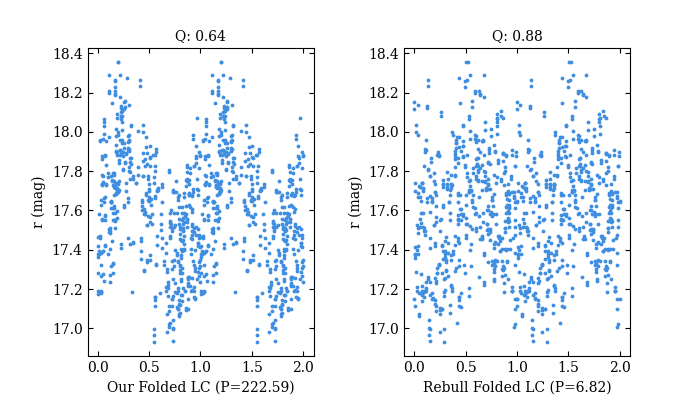 Q: 0.64
Q: 0.88
18.4
18.2
18.0
17.8
17.6
17.4
17.2
17.0
r (mag)
0.0 0.5 1.0 1.5 2.0
Our Folded LC (P=222.59)
18.4
18.2
18.0
17.8
17.6
17.4
17.2
17.0
r (mag)
0.0 0.5 1.0 1.5 2.0
Rebull Folded LC (P=6.82)